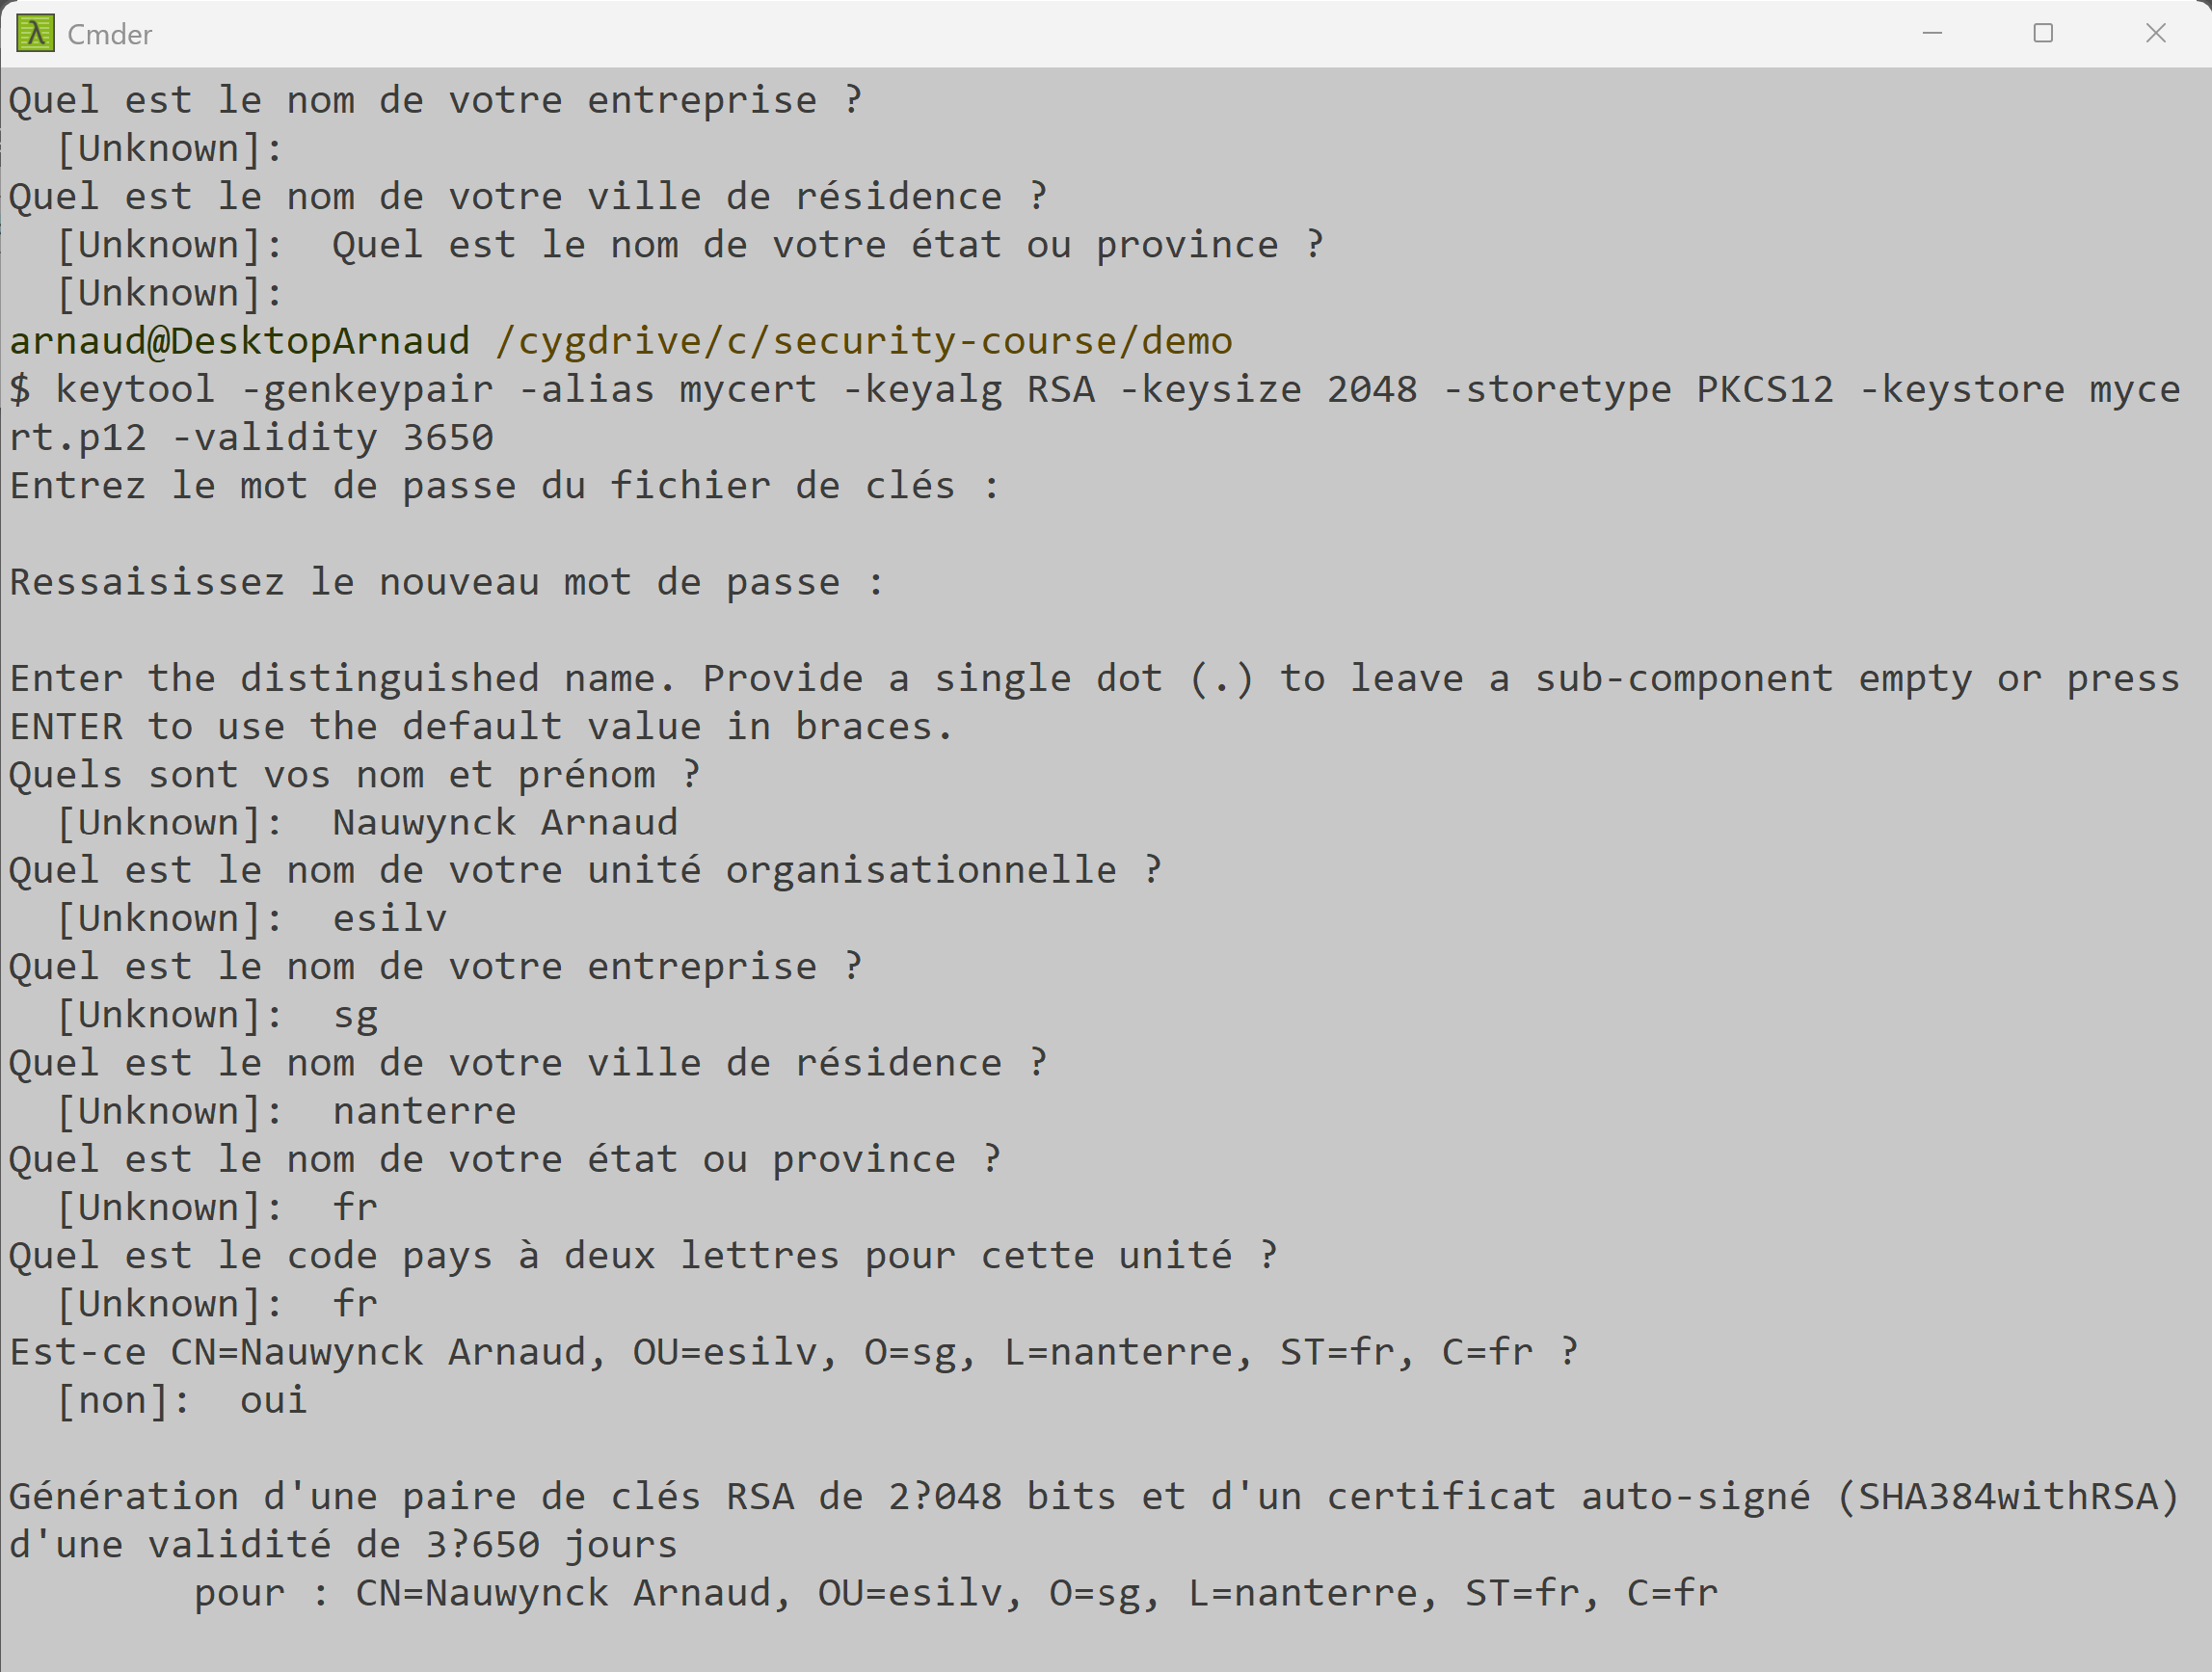 Cmder
Quel est le nom de votre entreprise ?
  [Unknown]:
Quel est le nom de votre ville de résidence ?
  [Unknown]:  Quel est le nom de votre état ou province ?
  [Unknown]:
arnaud@DesktopArnaud /cygdrive/c/security-course/demo
$ keytool -genkeypair -alias mycert -keyalg RSA -keysize 2048 -storetype PKCS12 -keystore myce
rt.p12 -validity 3650
Entrez le mot de passe du fichier de clés :
Ressaisissez le nouveau mot de passe :
Enter the distinguished name. Provide a single dot (.) to leave a sub-component empty or press
ENTER to use the default value in braces.
Quels sont vos nom et prénom ?
  [Unknown]:  Nauwynck Arnaud
Quel est le nom de votre unité organisationnelle ?
  [Unknown]:  esilv
Quel est le nom de votre entreprise ?
  [Unknown]:  sg
Quel est le nom de votre ville de résidence ?
  [Unknown]:  nanterre
Quel est le nom de votre état ou province ?
  [Unknown]:  fr
Quel est le code pays à deux lettres pour cette unité ?
  [Unknown]:  fr
Est-ce CN=Nauwynck Arnaud, OU=esilv, O=sg, L=nanterre, ST=fr, C=fr ?
  [non]:  oui
Génération d'une paire de clés RSA de 2?048 bits et d'un certificat auto-signé (SHA384withRSA)
d'une validité de 3?650 jours
        pour : CN=Nauwynck Arnaud, OU=esilv, O=sg, L=nanterre, ST=fr, C=fr